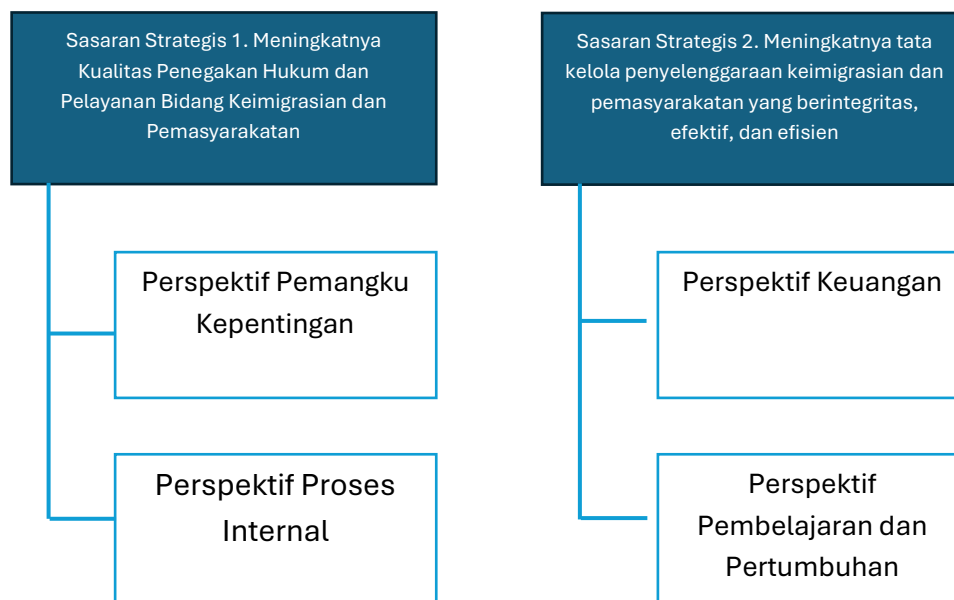 Sasaran Strategis 1. Meningkatnya
Kualitas Penegakan Hukum dan
Pelayanan Bidang Keimigrasian dan
Pemasyarakatan
Perspektif Pemangku
Kepentingan
Perspektif Proses
Internal
Sasaran Strategis 2. Meningkatnya tata
kelola penyelenggaraan keimigrasian dan
pemasyarakatan yang berintegritas,
efektif, dan efisien
Perspektif Keuangan
Perspektif
Pembelajaran dan
Pertumbuhan